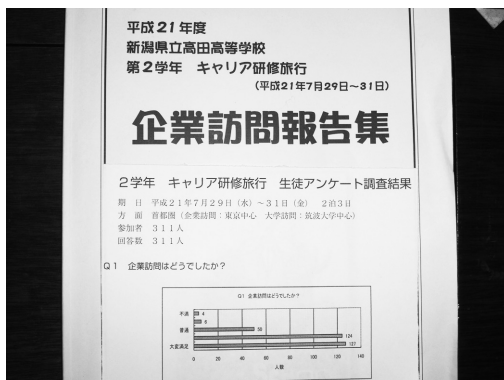 平成21年度
新潟県立高田高等学校
第2学年 キャリア研修旅行
(平成21年7月29日~31日)
企業訪問報告集
2学年 キャリア研修旅行 生徒アンケート調査結果
期 日 平成21年7月29日(水)~31日(金) 2泊3日
方 面 首都圏(企業訪問:東京中心 大学訪問:筑波大学中心)
参加者 311人
回答数 311人
Q1 企業訪問はどうでしたか?
Q1 企業訪問はどうでしたか?
不満 4
6
普通 50
124
大変満足 127
0 20 40 60 80 100 120 140
人数